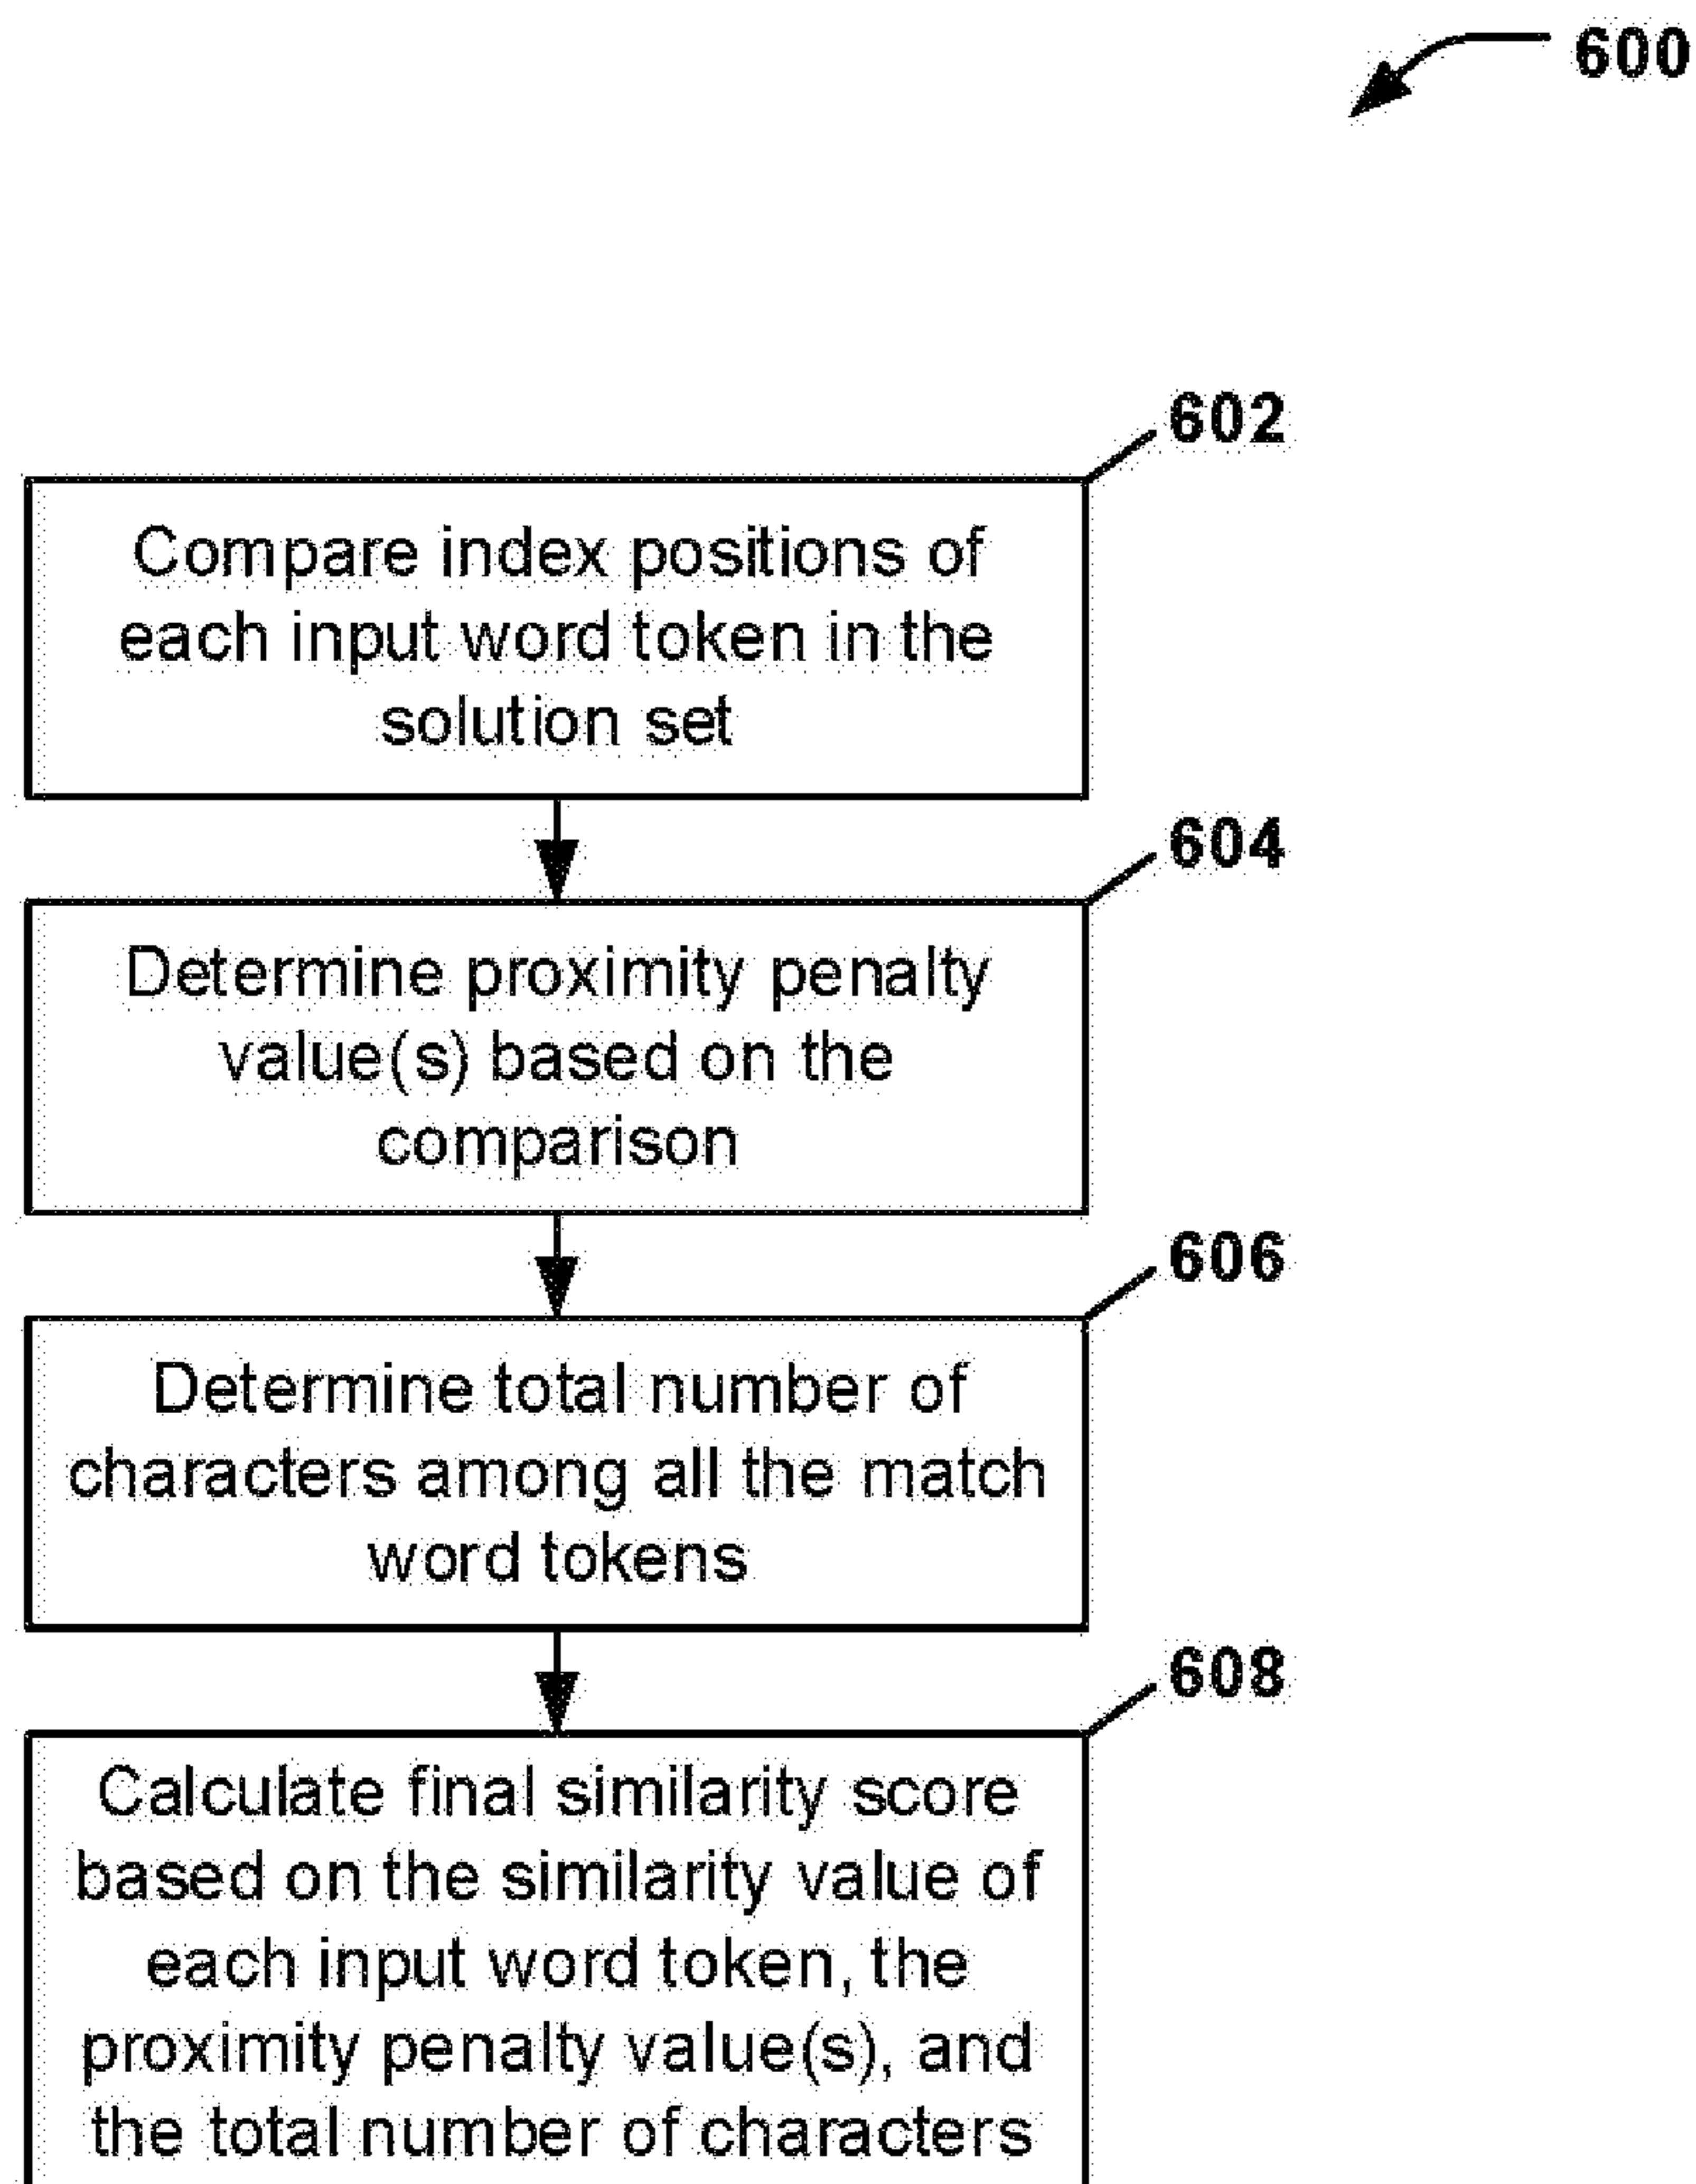 600
602
Compare index positions of
each input word token in the
solution set
604
Determine proximity penalty
value(s) based on the
comparison
606
Determine total number of
characters among all the match
word tokens
608
Calculate final similarity score
based on the similarity value of
each input word token, the
proximity penalty value(s), and
the total number of characters